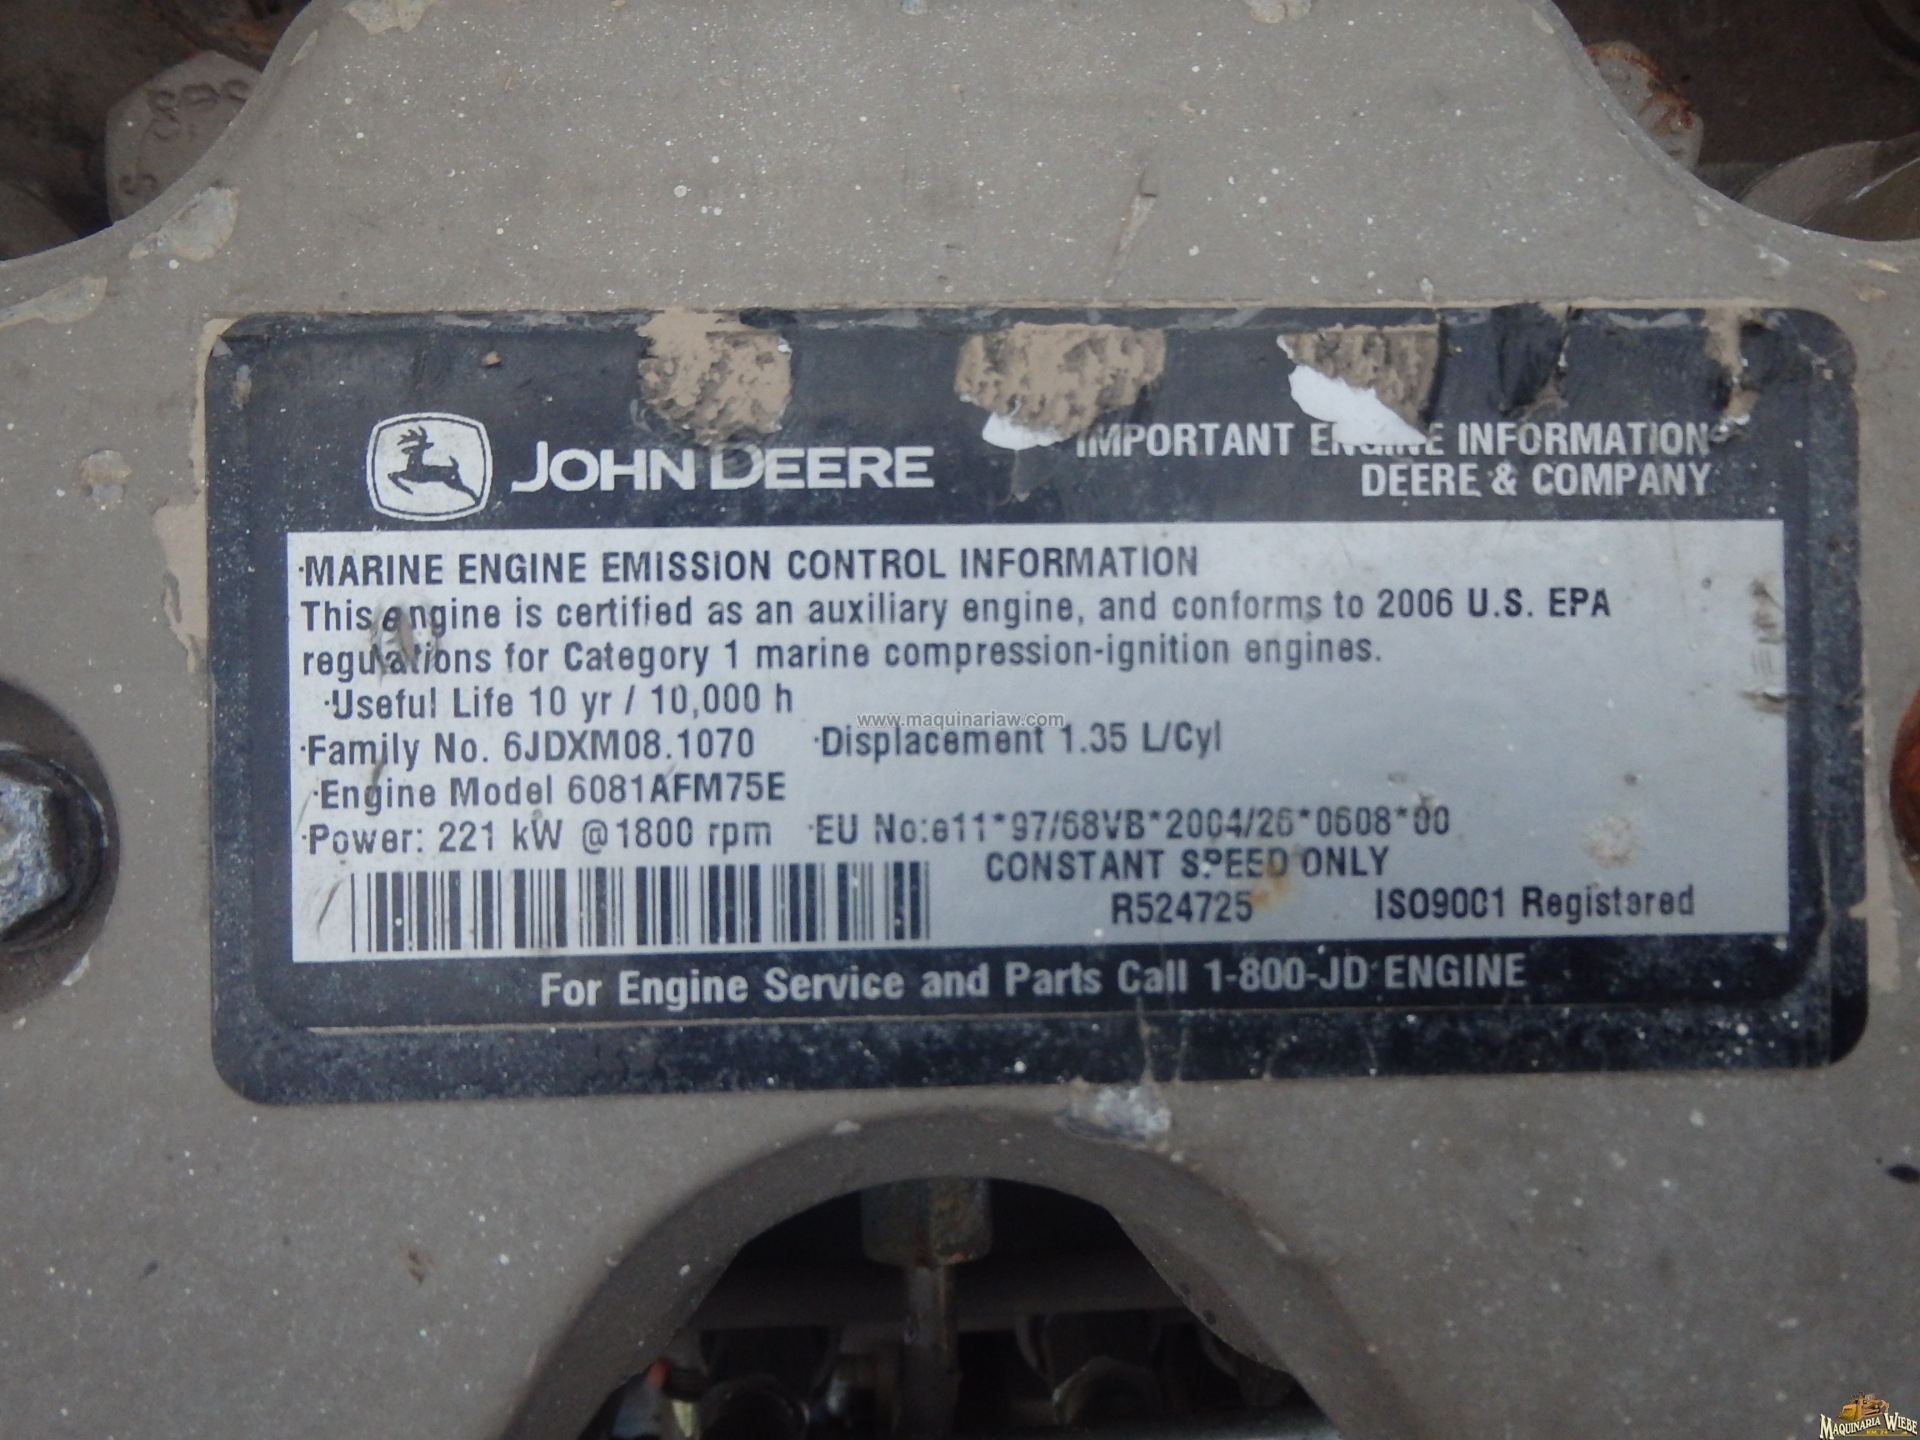 JOHN DEERE
IMPORTANT ENGINE INFORMATION
DEERE & COMPANY
·MARINE ENGINE EMISSION CONTROL INFORMATION
This engine is certified as an auxiliary engine, and conforms to 2006 U.S. EPA
regulations for Category 1 marine compression-ignition engines.
·Useful Life 10 yr / 10,000 h
www.maquinariaw.com
·Family No. 6JDXM08.1070 ·Displacement 1.35 L/Cyl
·Engine Model 6081AFM75E
·Power: 221 kW @1800 rpm ·EU No:e11*97/68VB*2004/26*0608*00
CONSTANT SPEED ONLY
R524725 ISO9001 Registered
For Engine Service and Parts Call 1-800-JD ENGINE
MAQUINARIA WIEBE